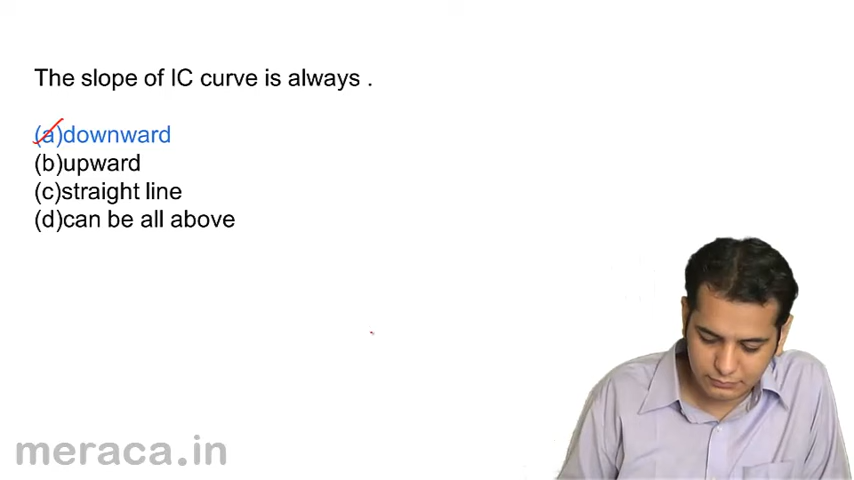 The slope of IC curve is always .
(a)downward
(b)upward
(c)straight line
(d)can be all above
meraca.in